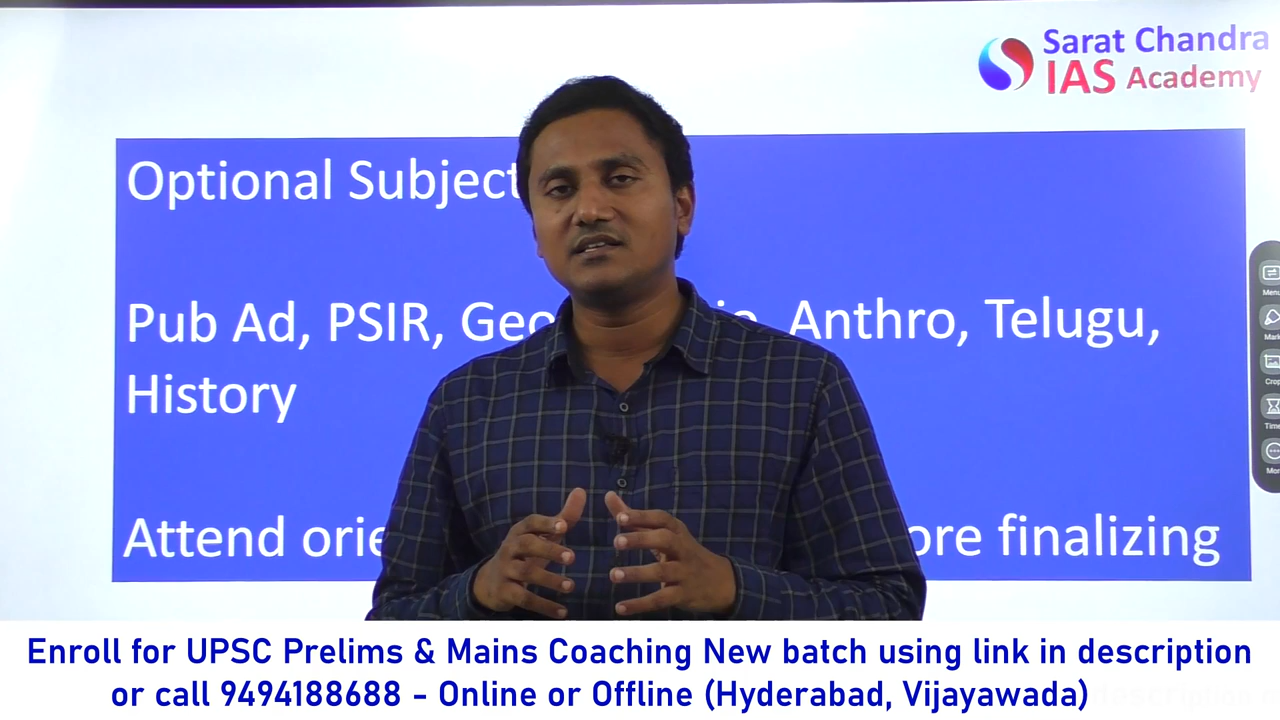 Sarat Chandra
IAS Academy
Optional Subject
Pub Ad, PSIR, Geo Anthro, Telugu,
History
Attend finalizing
Enroll for UPSC Prelims & Mains Coaching New batch using link in description
or call 9494188688 - Online or Offline (Hyderabad, Vijayawada)